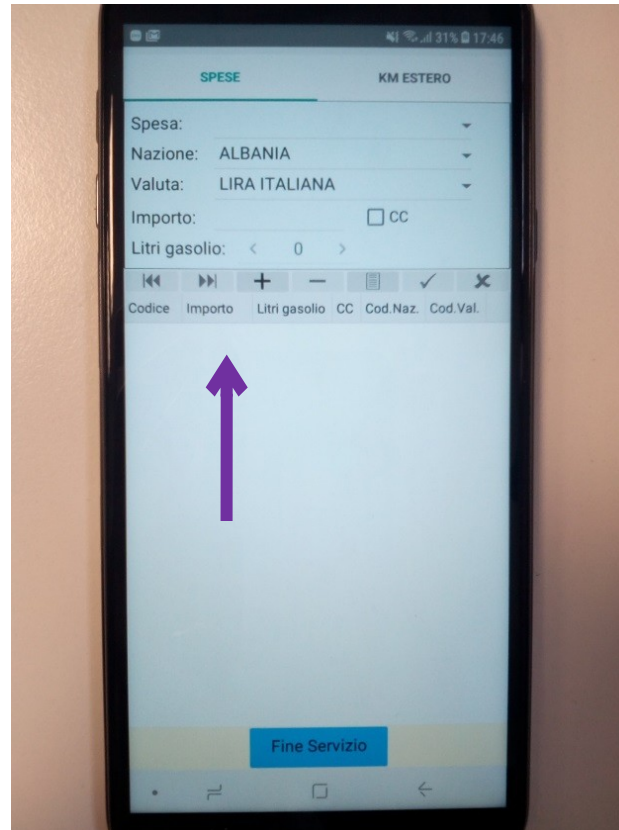 31% 17:46
SPESE KM ESTERO
Spesa:
Nazione: ALBANIA
Valuta: LIRA ITALIANA
Importo: CC
Litri gasolio: < 0 >
Codice Importo Litri gasolio CC Cod.Naz. Cod.Val.
Fine Servizio